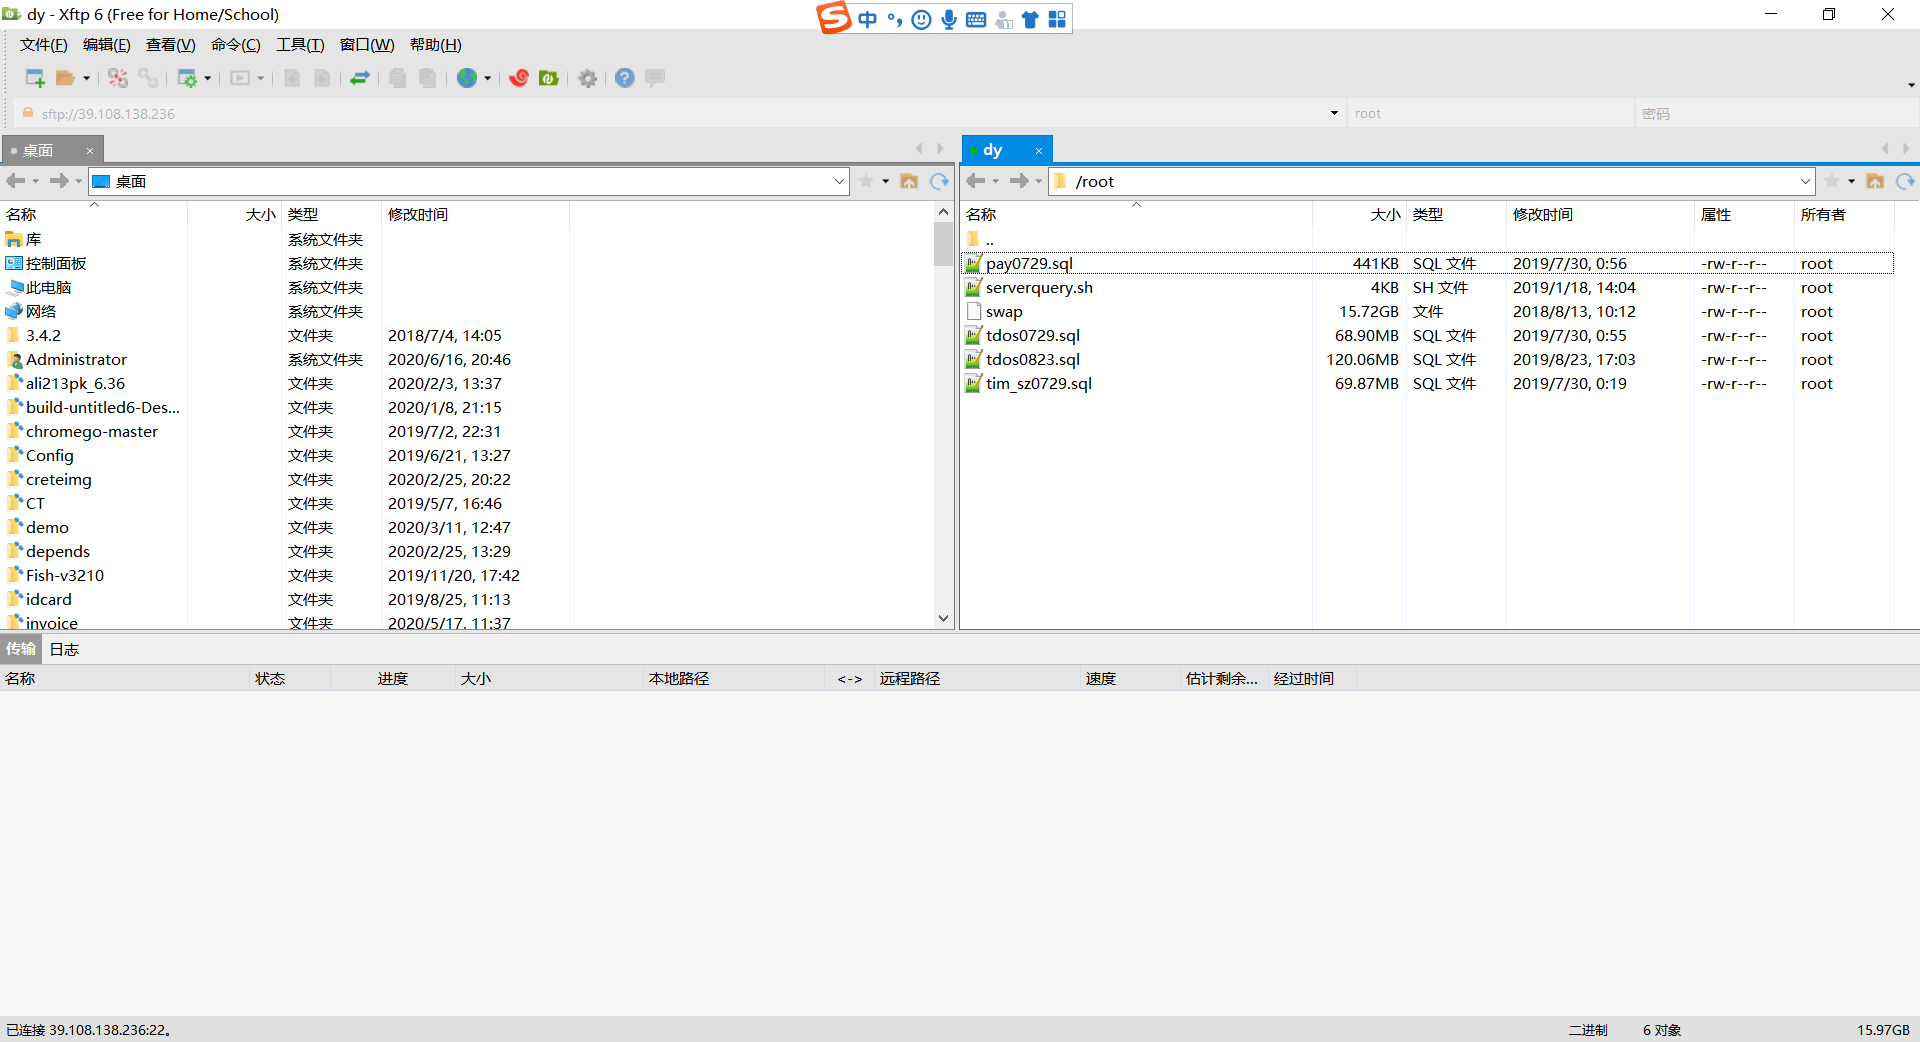 dy - Xftp 6 (Free for Home/School)
中
文件(F) 编辑(E) 查看(V) 命令(C) 工具(T) 窗口(W) 帮助(H)
sftp://39.108.138.236 root 密码
桌面 ×
桌面
名称 大小 类型 修改时间
库 系统文件夹
控制面板 系统文件夹
此电脑 系统文件夹
网络 系统文件夹
3.4.2 文件夹 2018/7/4, 14:05
Administrator 系统文件夹 2020/6/16, 20:46
ali213pk_6.36 文件夹 2020/2/3, 13:37
build-untitled6-Des... 文件夹 2020/1/8, 21:15
chromego-master 文件夹 2019/7/2, 22:31
Config 文件夹 2019/6/21, 13:27
creteimg 文件夹 2020/2/25, 20:22
CT 文件夹 2019/5/7, 16:46
demo 文件夹 2020/3/11, 12:47
depends 文件夹 2020/2/25, 13:29
Fish-v3210 文件夹 2019/11/20, 17:42
idcard 文件夹 2019/8/25, 11:13
invoice 文件夹 2020/5/17, 11:37
dy ×
/root
名称 大小 类型 修改时间 属性 所有者
..
pay0729.sql 441KB SQL 文件 2019/7/30, 0:56 -rw-r--r-- root
serverquery.sh 4KB SH 文件 2019/1/18, 14:04 -rw-r--r-- root
swap 15.72GB 文件 2018/8/13, 10:12 -rw-r--r-- root
tdos0729.sql 68.90MB SQL 文件 2019/7/30, 0:55 -rw-r--r-- root
tdos0823.sql 120.06MB SQL 文件 2019/8/23, 17:03 -rw-r--r-- root
tim_sz0729.sql 69.87MB SQL 文件 2019/7/30, 0:19 -rw-r--r-- root
传输 日志
名称 状态 进度 大小 本地路径 <-> 远程路径 速度 估计剩余... 经过时间
已连接 39.108.138.236:22。 二进制 6 对象 15.97GB